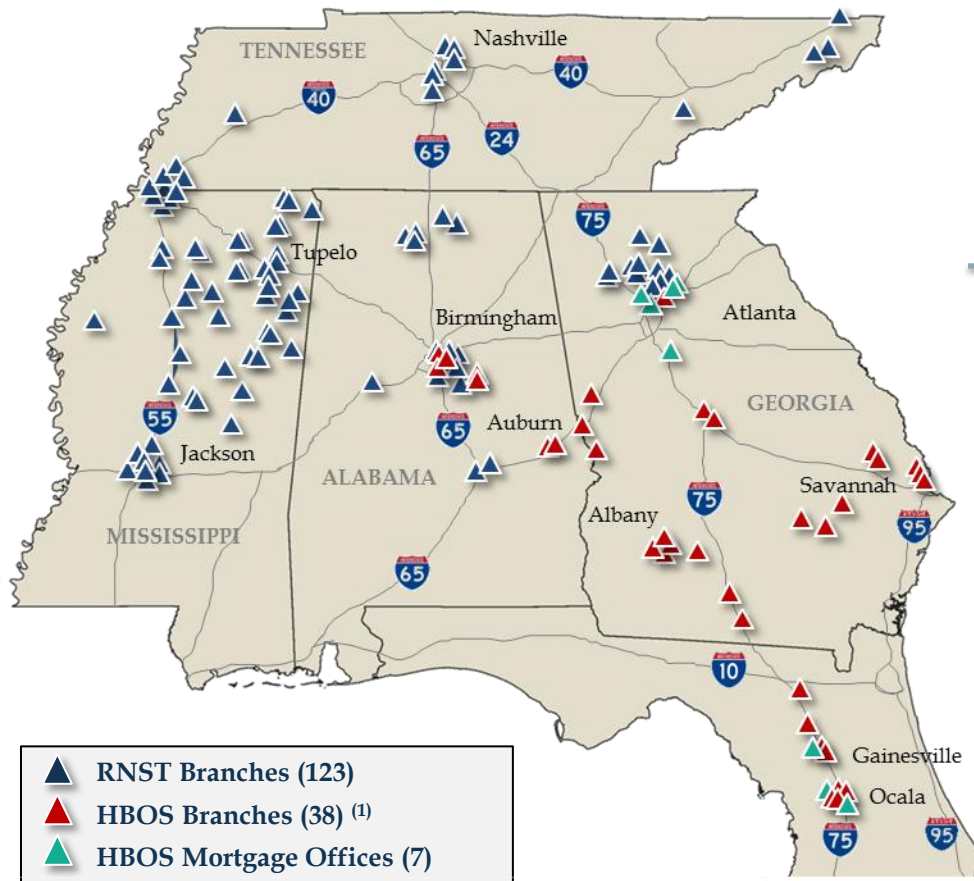 Nashville
TENNESSEE
40
40
24
65
75
Tupelo
Birmingham
Atlanta
GEORGIA
55
65
Auburn
Jackson
ALABAMA
Savannah
75
Albany
95
MISSISSIPPI
65
10
Gainesville
Ocala
75
95
RNST Branches (123)
HBOS Branches (38) (1)
HBOS Mortgage Offices (7)